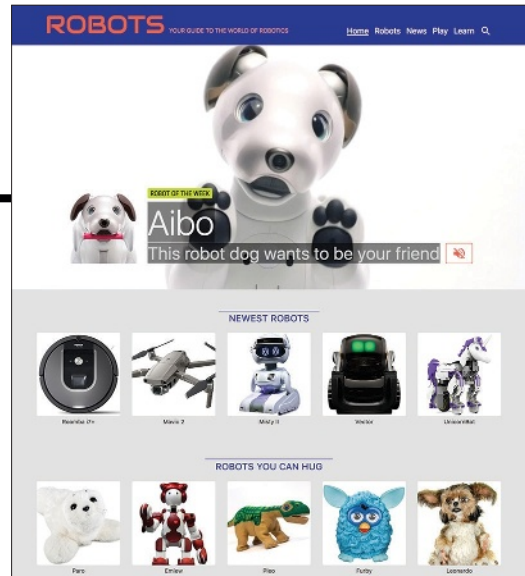 ROBOTS YOUR GUIDE TO THE WORLD OF ROBOTICS
Home Robots News Play Learn
ROBOT OF THE WEEK
Aibo
This robot dog wants to be your friend
NEWEST ROBOTS
Roomba i7+ Mavic 2 Misty II Vector UnicornBot
ROBOTS YOU CAN HUG
Paro Emiew Pleo Furby Leonardo